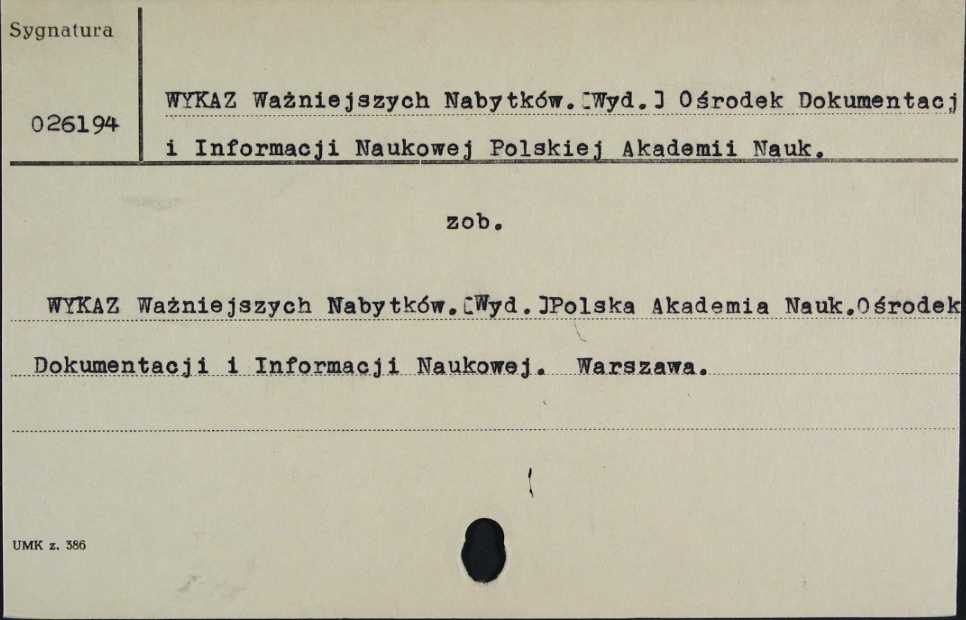 Sygnatura
026194
WYKAZ Ważniejszych Nabytków.[Wyd.] Ośrodek Dokumentacj
i Informacji Naukowej Polskiej Akademii Nauk.
zob.
WYKAZ Ważniejszych Nabytków.[Wyd.]Polska Akademia Nauk.Ośrodek
Dokumentacji i Informacji Naukowej. Warszawa.
UMK z. 386